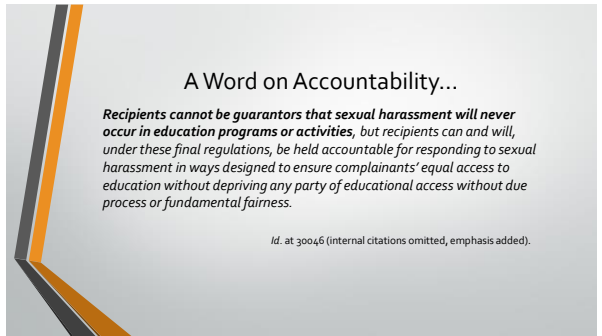 A Word on Accountability…
Recipients cannot be guarantors that sexual harassment will never
occur in education programs or activities, but recipients can and will,
under these final regulations, be held accountable for responding to sexual
harassment in ways designed to ensure complainants' equal access to
education without depriving any party of educational access without due
process or fundamental fairness.
Id. at 30046 (internal citations omitted, emphasis added).